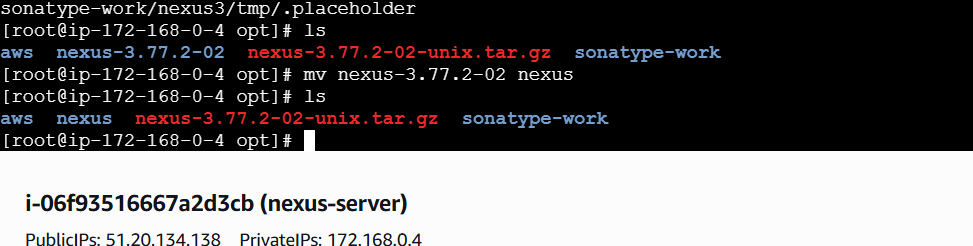 sonatype-work/nexus3/tmp/.placeholder
[root@ip-172-168-0-4 opt]# ls
aws  nexus-3.77.2-02  nexus-3.77.2-02-unix.tar.gz  sonatype-work
[root@ip-172-168-0-4 opt]# mv nexus-3.77.2-02 nexus
[root@ip-172-168-0-4 opt]# ls
aws  nexus  nexus-3.77.2-02-unix.tar.gz  sonatype-work
[root@ip-172-168-0-4 opt]#
i-06f93516667a2d3cb (nexus-server)
PublicIPs: 51.20.134.138    PrivateIPs: 172.168.0.4